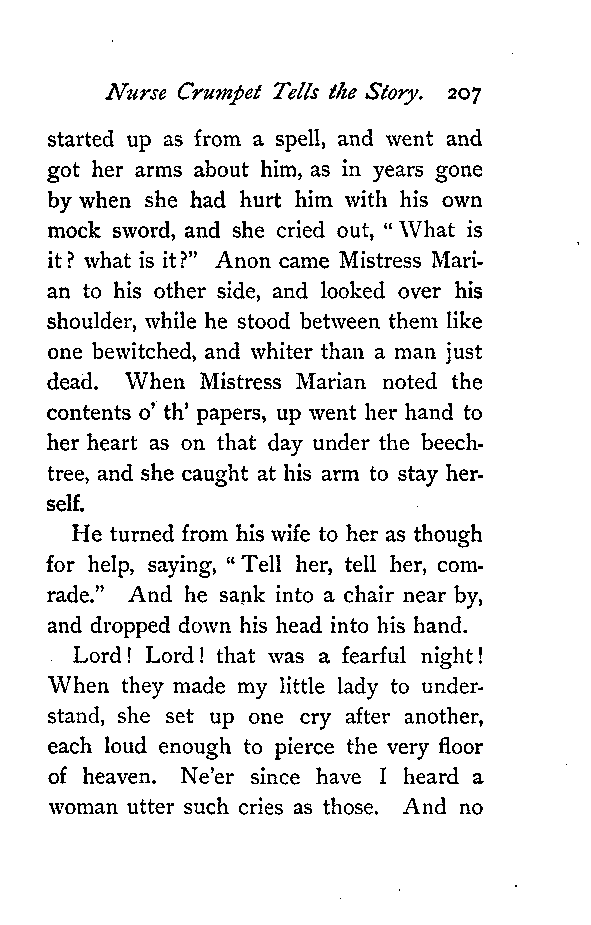 Nurse Crumpet Tells the Story. 207
started up as from a spell, and went and
got her arms about him, as in years gone
by when she had hurt him with his own
mock sword, and she cried out, “ What is
it ? what is it ?” Anon came Mistress Mari-
an to his other side, and looked over his
shoulder, while he stood between them like
one bewitched, and whiter than a man just
dead. When Mistress Marian noted the
contents o’ th’ papers, up went her hand to
her heart as on that day under the beech-
tree, and she caught at his arm to stay her-
self.
He turned from his wife to her as though
for help, saying, “ Tell her, tell her, com-
rade.” And he sank into a chair near by,
and dropped down his head into his hand.
Lord ! Lord ! that was a fearful night !
When they made my little lady to under-
stand, she set up one cry after another,
each loud enough to pierce the very floor
of heaven. Ne’er since have I heard a
woman utter such cries as those. And no